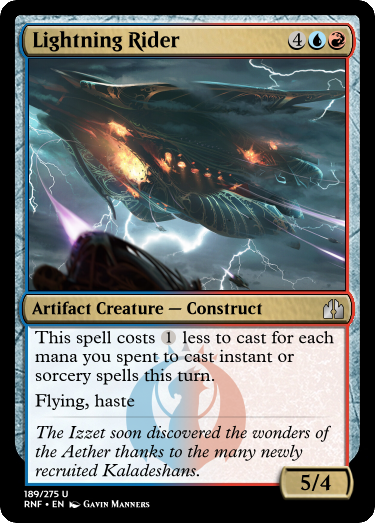 Lightning Rider 4
Artifact Creature — Construct
This spell costs 1 less to cast for each
mana you spent to cast instant or
sorcery spells this turn.
Flying, haste
The Izzet soon discovered the wonders of
the Aether thanks to the many newly
recruited Kaladeshans.
5/4
189/275 U
RNF • EN Gavin Manners